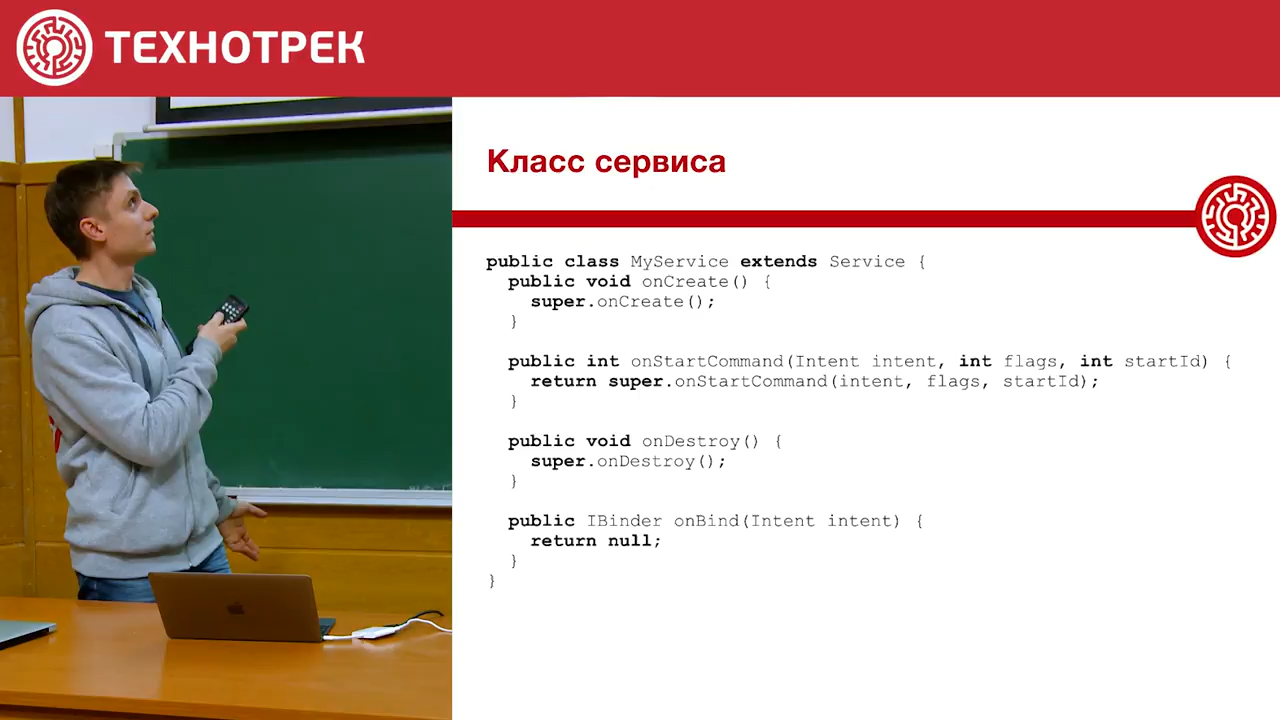 ТЕХНОТРЕК
Класс сервиса
public class MyService extends Service {
  public void onCreate() {
    super.onCreate();
  }

  public int onStartCommand(Intent intent, int flags, int startId) {
    return super.onStartCommand(intent, flags, startId);
  }

  public void onDestroy() {
    super.onDestroy();
  }

  public IBinder onBind(Intent intent) {
    return null;
  }
}